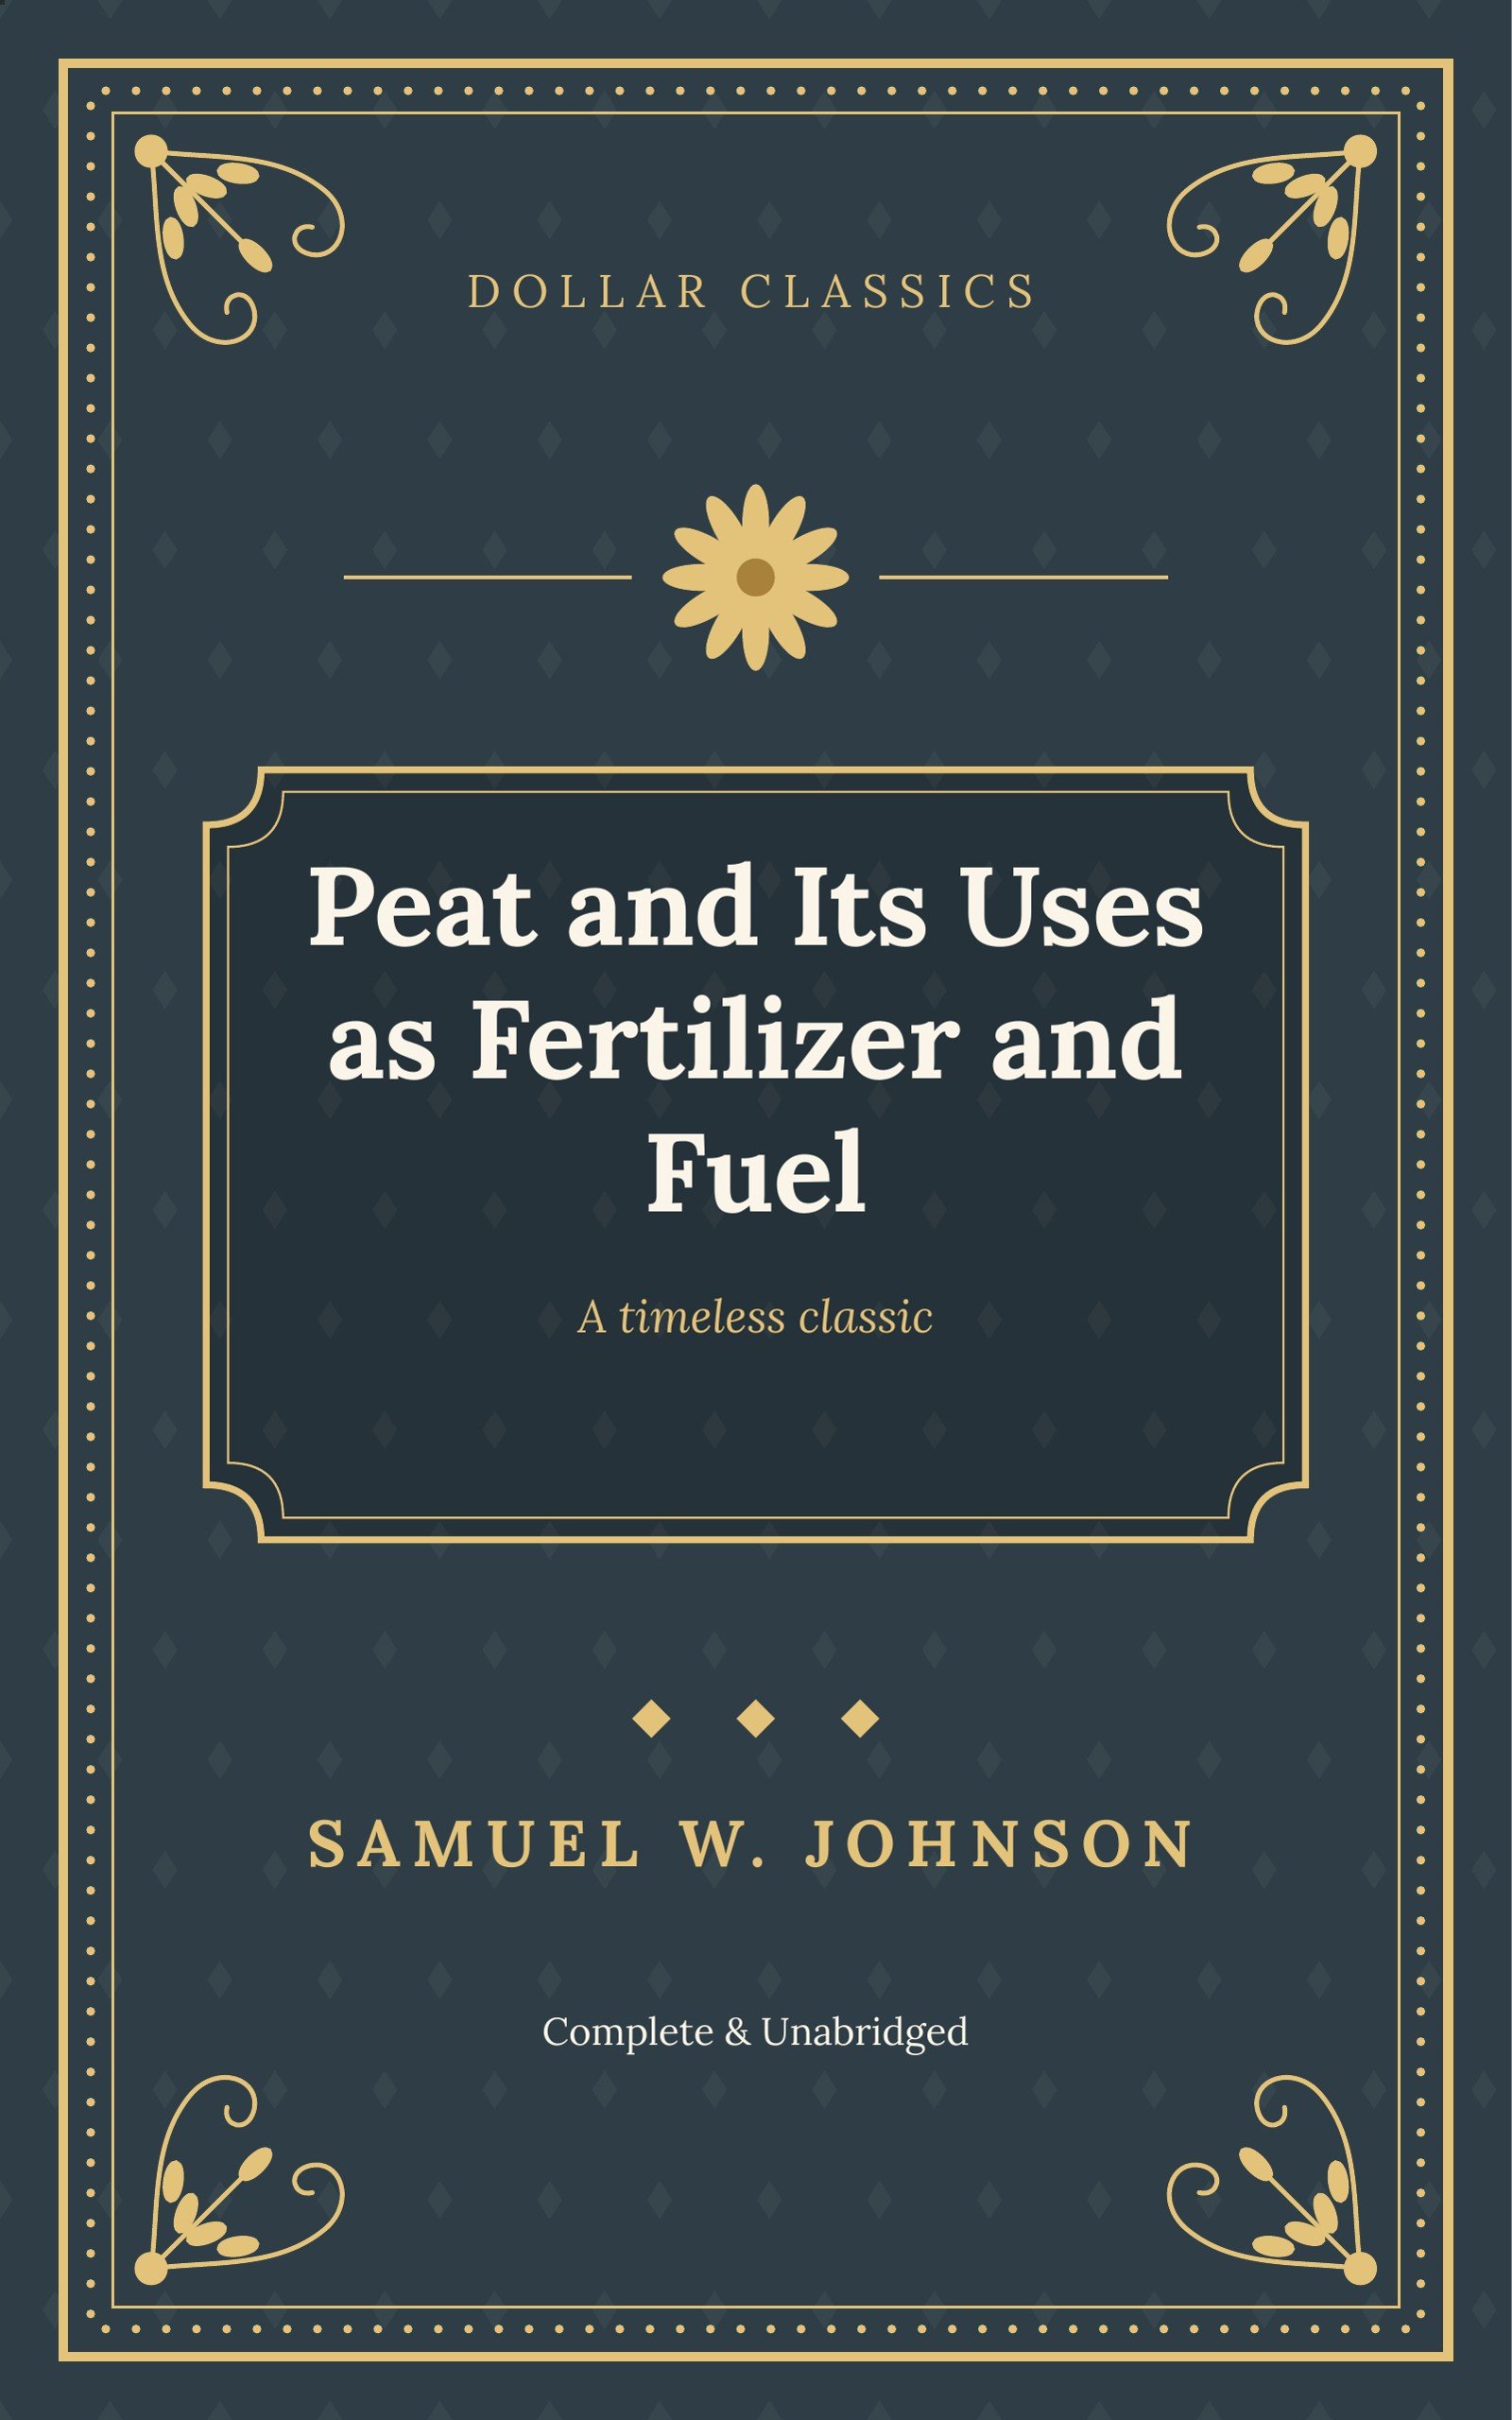 DOLLAR CLASSICS
Peat and Its Uses
as Fertilizer and
Fuel
A timeless classic
SAMUEL W. JOHNSON
Complete & Unabridged